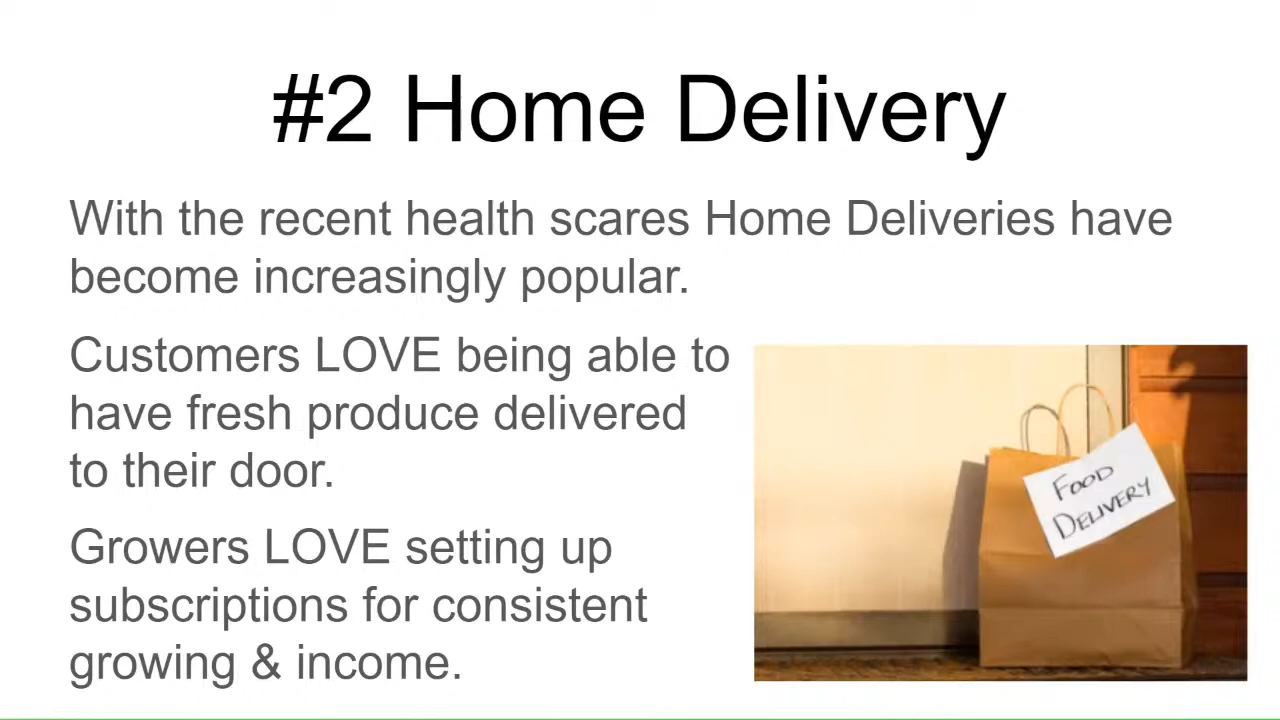 #2 Home Delivery
With the recent health scares Home Deliveries have
become increasingly popular.
Customers LOVE being able to
have fresh produce delivered
to their door.
Growers LOVE setting up
subscriptions for consistent
growing & income.
FOOD
DELIVERY